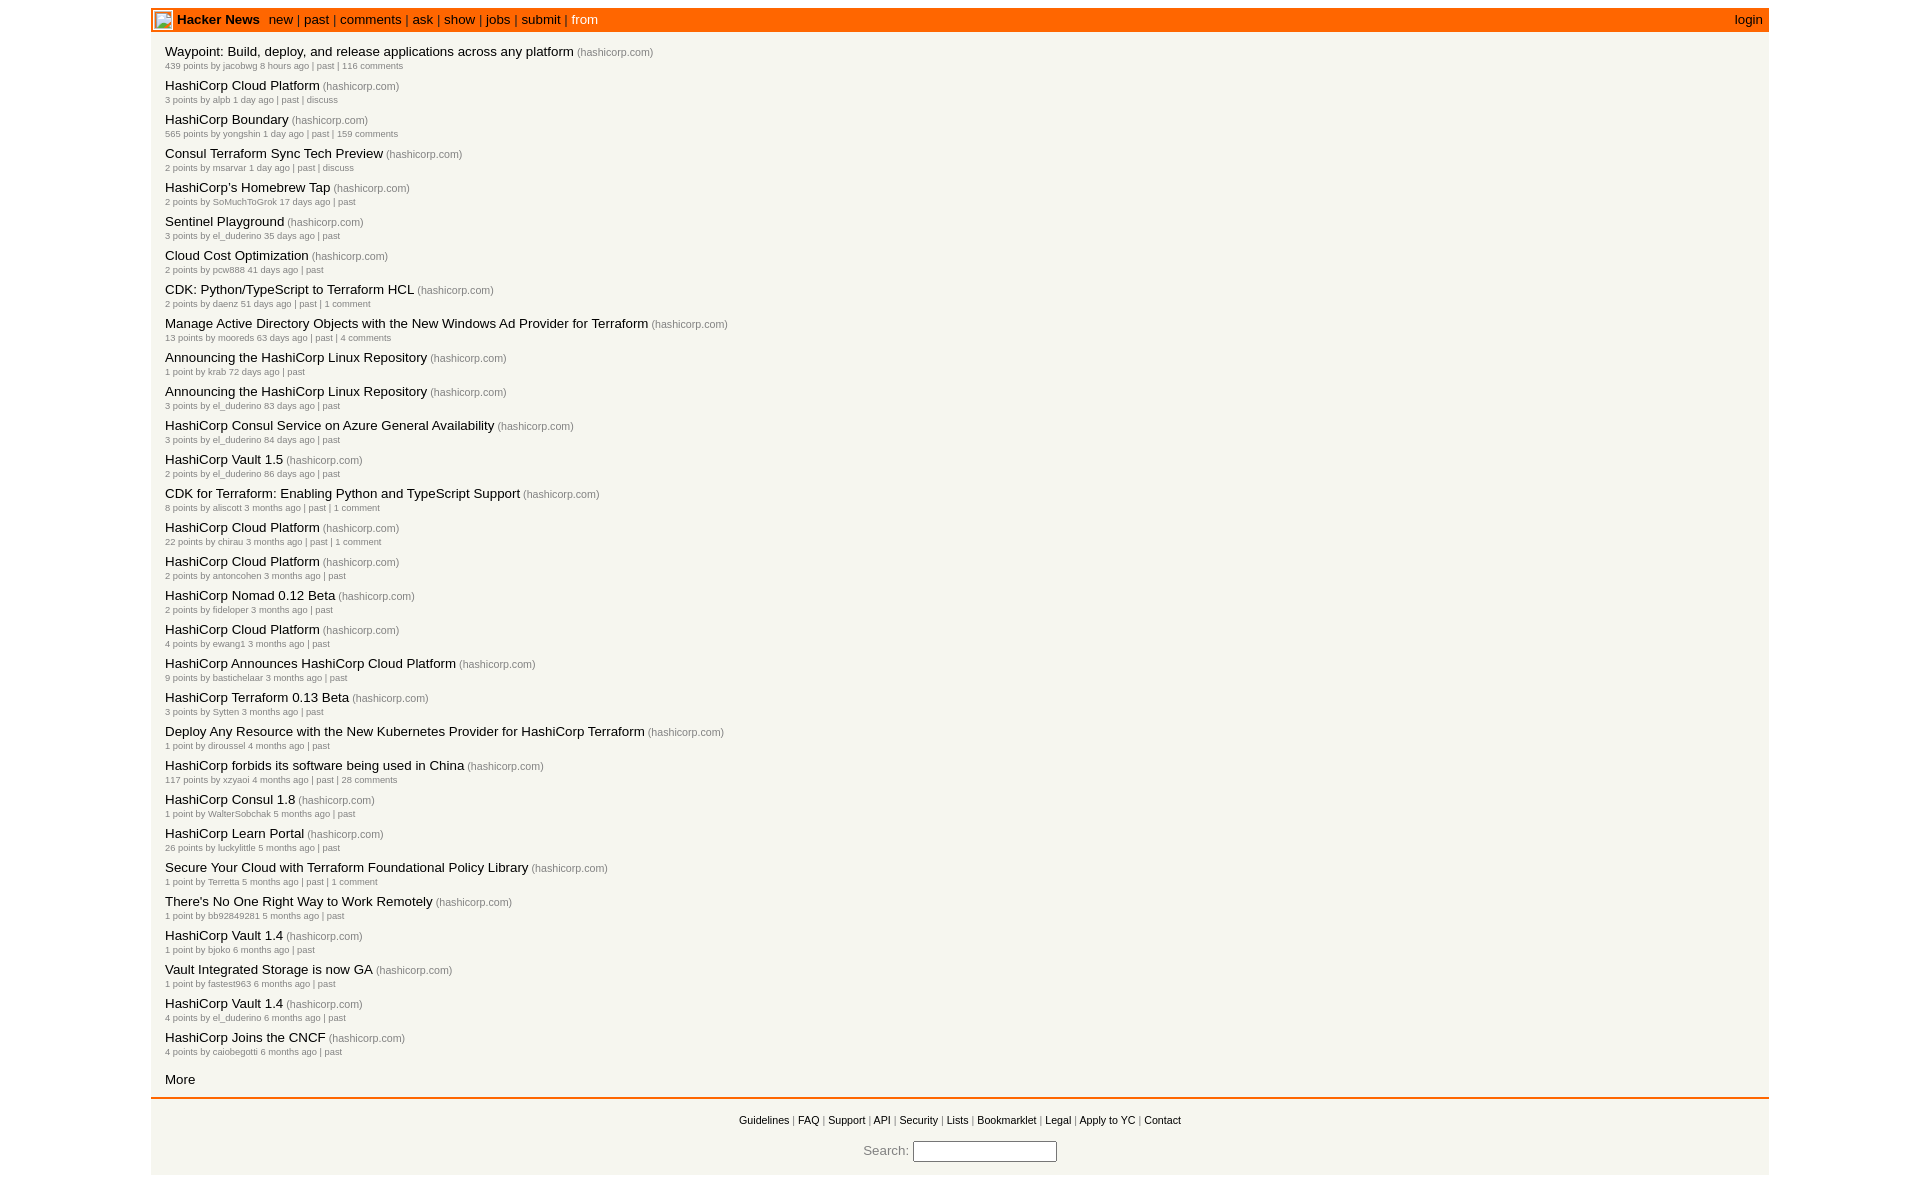 Hacker News new | past | comments | ask | show | jobs | submit | from login
Waypoint: Build, deploy, and release applications across any platform (hashicorp.com)
439 points by jacobwg 8 hours ago | past | 116 comments
HashiCorp Cloud Platform (hashicorp.com)
3 points by alpb 1 day ago | past | discuss
HashiCorp Boundary (hashicorp.com)
565 points by yongshin 1 day ago | past | 159 comments
Consul Terraform Sync Tech Preview (hashicorp.com)
2 points by msarvar 1 day ago | past | discuss
HashiCorp's Homebrew Tap (hashicorp.com)
2 points by SoMuchToGrok 17 days ago | past
Sentinel Playground (hashicorp.com)
3 points by el_duderino 35 days ago | past
Cloud Cost Optimization (hashicorp.com)
2 points by pcw888 41 days ago | past
CDK: Python/TypeScript to Terraform HCL (hashicorp.com)
2 points by daenz 51 days ago | past | 1 comment
Manage Active Directory Objects with the New Windows Ad Provider for Terraform (hashicorp.com)
13 points by mooreds 63 days ago | past | 4 comments
Announcing the HashiCorp Linux Repository (hashicorp.com)
1 point by krab 72 days ago | past
Announcing the HashiCorp Linux Repository (hashicorp.com)
3 points by el_duderino 83 days ago | past
HashiCorp Consul Service on Azure General Availability (hashicorp.com)
3 points by el_duderino 84 days ago | past
HashiCorp Vault 1.5 (hashicorp.com)
2 points by el_duderino 86 days ago | past
CDK for Terraform: Enabling Python and TypeScript Support (hashicorp.com)
8 points by aliscott 3 months ago | past | 1 comment
HashiCorp Cloud Platform (hashicorp.com)
22 points by chirau 3 months ago | past | 1 comment
HashiCorp Cloud Platform (hashicorp.com)
2 points by antoncohen 3 months ago | past
HashiCorp Nomad 0.12 Beta (hashicorp.com)
2 points by fideloper 3 months ago | past
HashiCorp Cloud Platform (hashicorp.com)
4 points by ewang1 3 months ago | past
HashiCorp Announces HashiCorp Cloud Platform (hashicorp.com)
9 points by bastichelaar 3 months ago | past
HashiCorp Terraform 0.13 Beta (hashicorp.com)
3 points by Sytten 3 months ago | past
Deploy Any Resource with the New Kubernetes Provider for HashiCorp Terraform (hashicorp.com)
1 point by diroussel 4 months ago | past
HashiCorp forbids its software being used in China (hashicorp.com)
117 points by xzyaoi 4 months ago | past | 28 comments
HashiCorp Consul 1.8 (hashicorp.com)
1 point by WalterSobchak 5 months ago | past
HashiCorp Learn Portal (hashicorp.com)
26 points by luckylittle 5 months ago | past
Secure Your Cloud with Terraform Foundational Policy Library (hashicorp.com)
1 point by Terretta 5 months ago | past | 1 comment
There's No One Right Way to Work Remotely (hashicorp.com)
1 point by bb92849281 5 months ago | past
HashiCorp Vault 1.4 (hashicorp.com)
1 point by bjoko 6 months ago | past
Vault Integrated Storage is now GA (hashicorp.com)
1 point by fastest963 6 months ago | past
HashiCorp Vault 1.4 (hashicorp.com)
4 points by el_duderino 6 months ago | past
HashiCorp Joins the CNCF (hashicorp.com)
4 points by caiobegotti 6 months ago | past
More
Guidelines | FAQ | Support | API | Security | Lists | Bookmarklet | Legal | Apply to YC | Contact
Search: